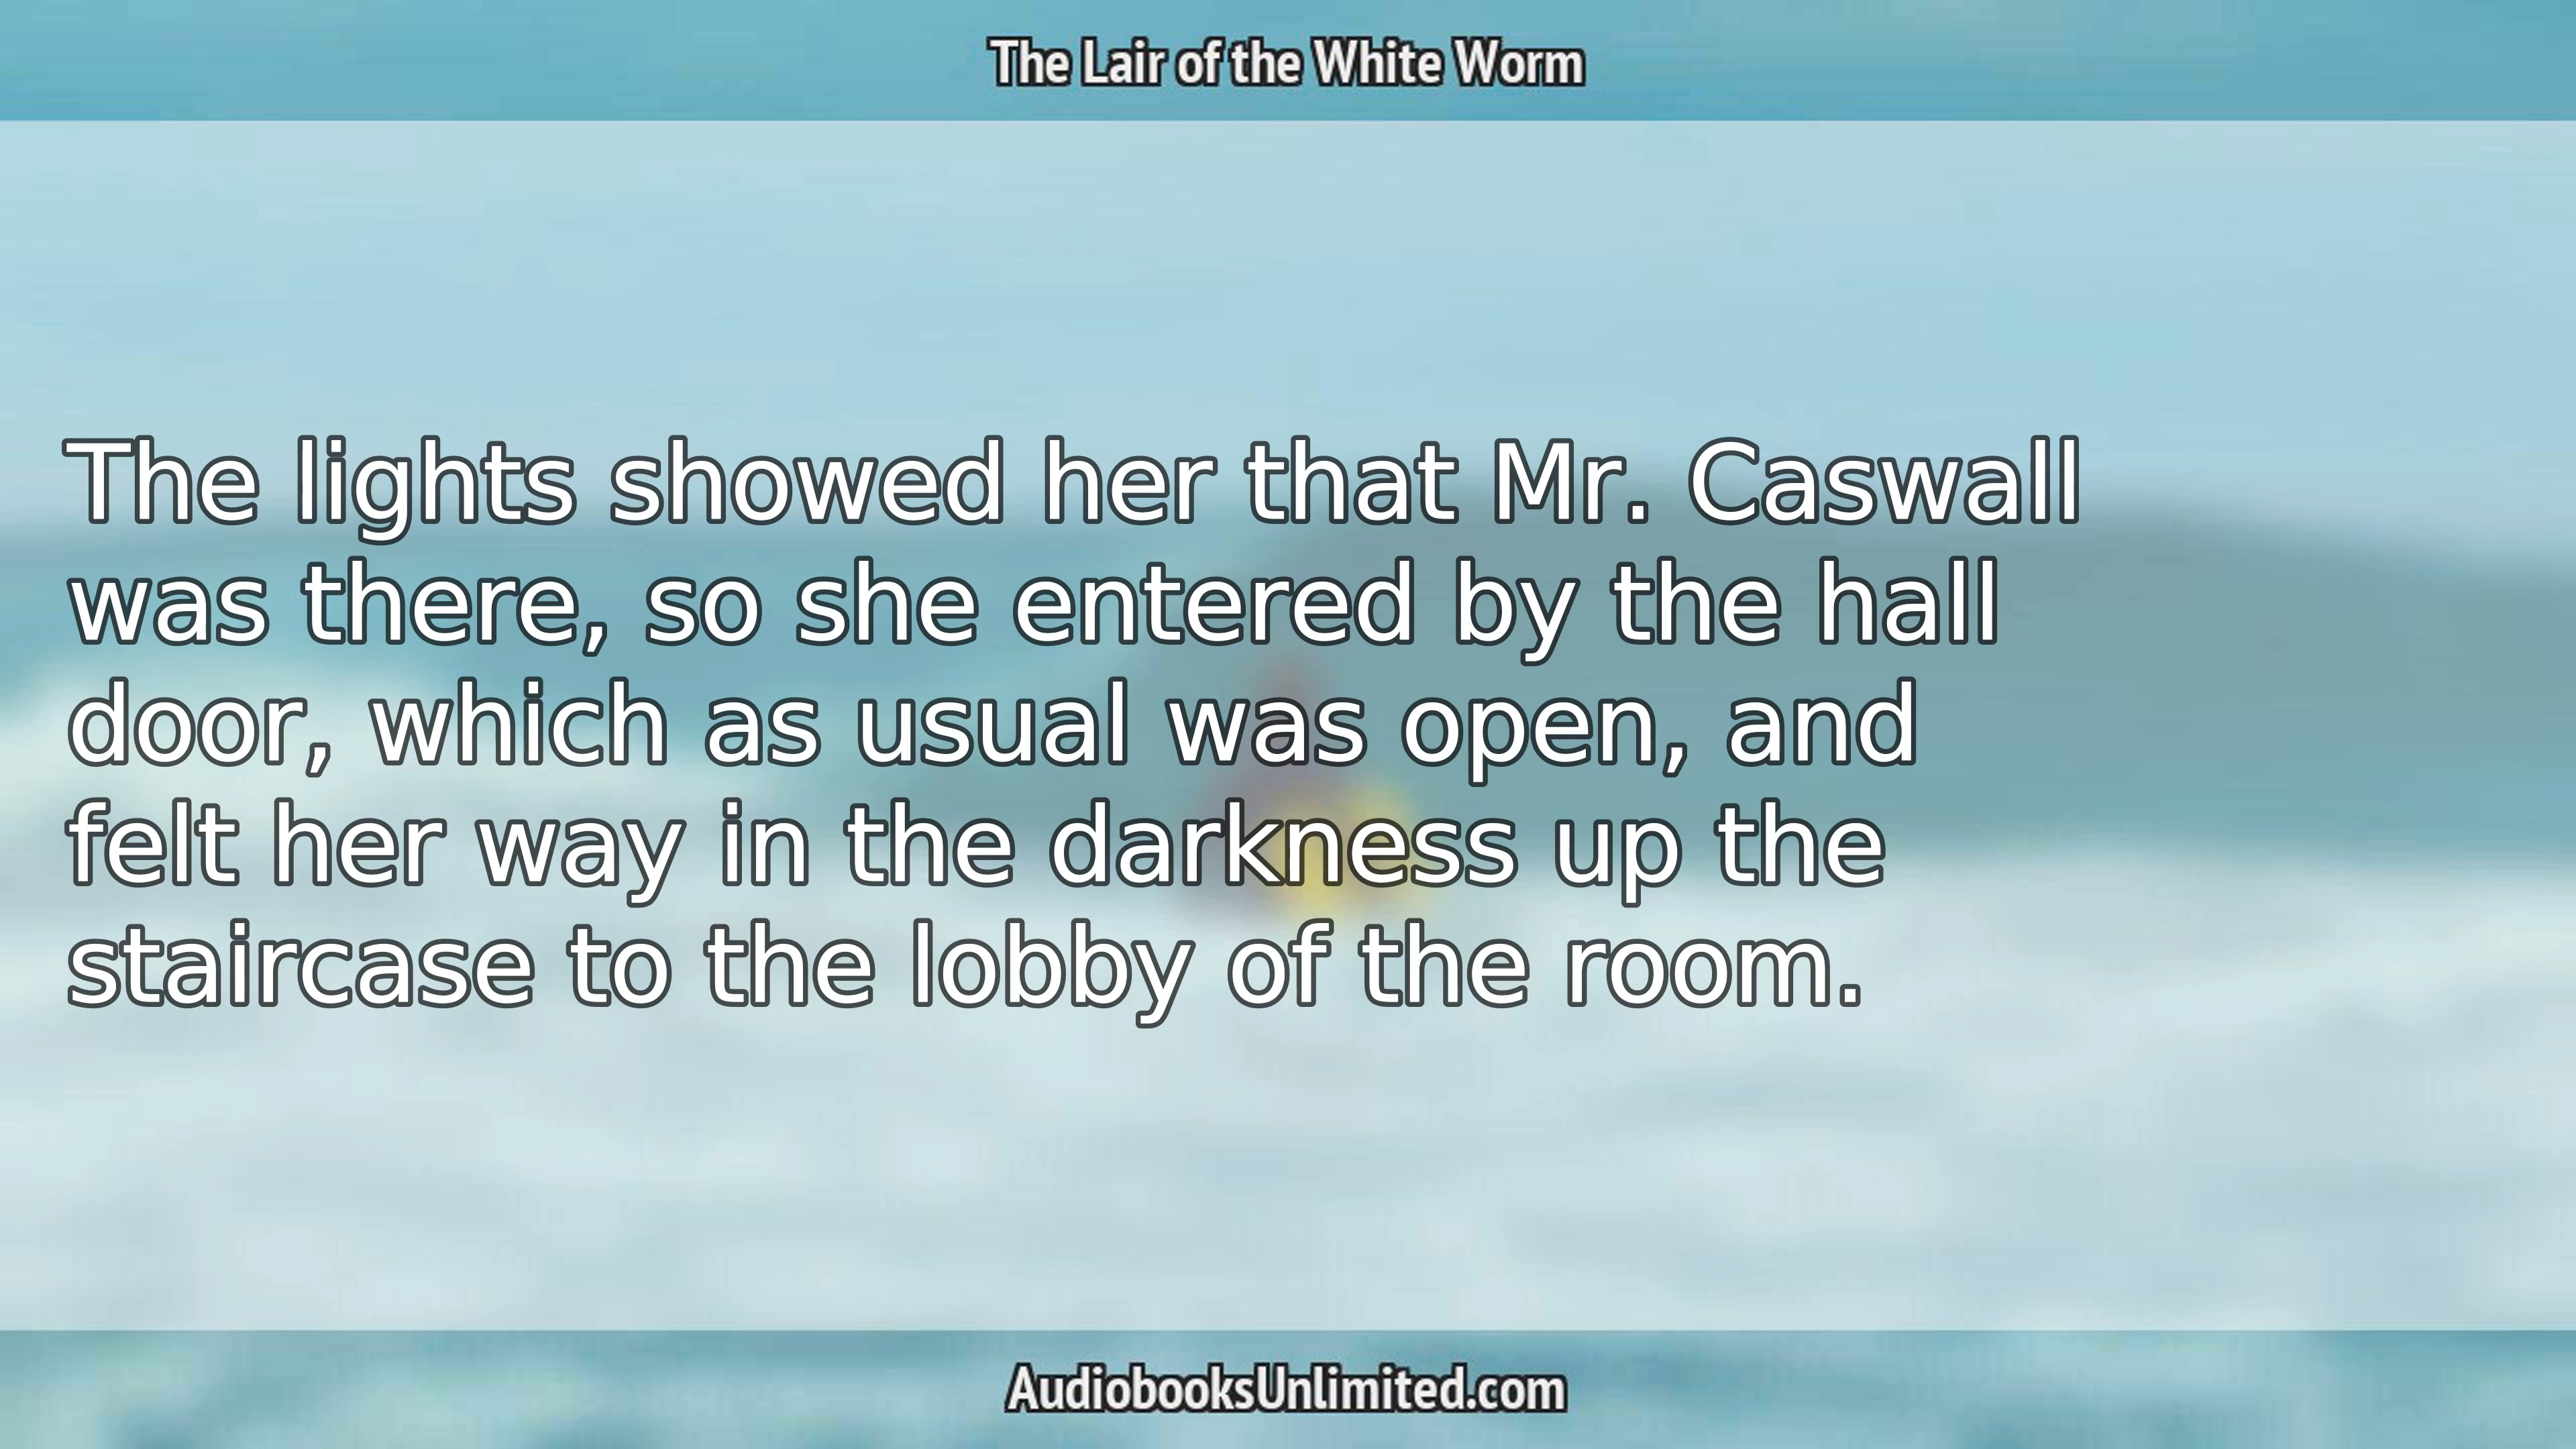 The Lair of the White Worm
The lights showed her that Mr. Caswall
was there, so she entered by the hall
door, which as usual was open, and
felt her way in the darkness up the
staircase to the lobby of the room.
AudiobooksUnlimited.com